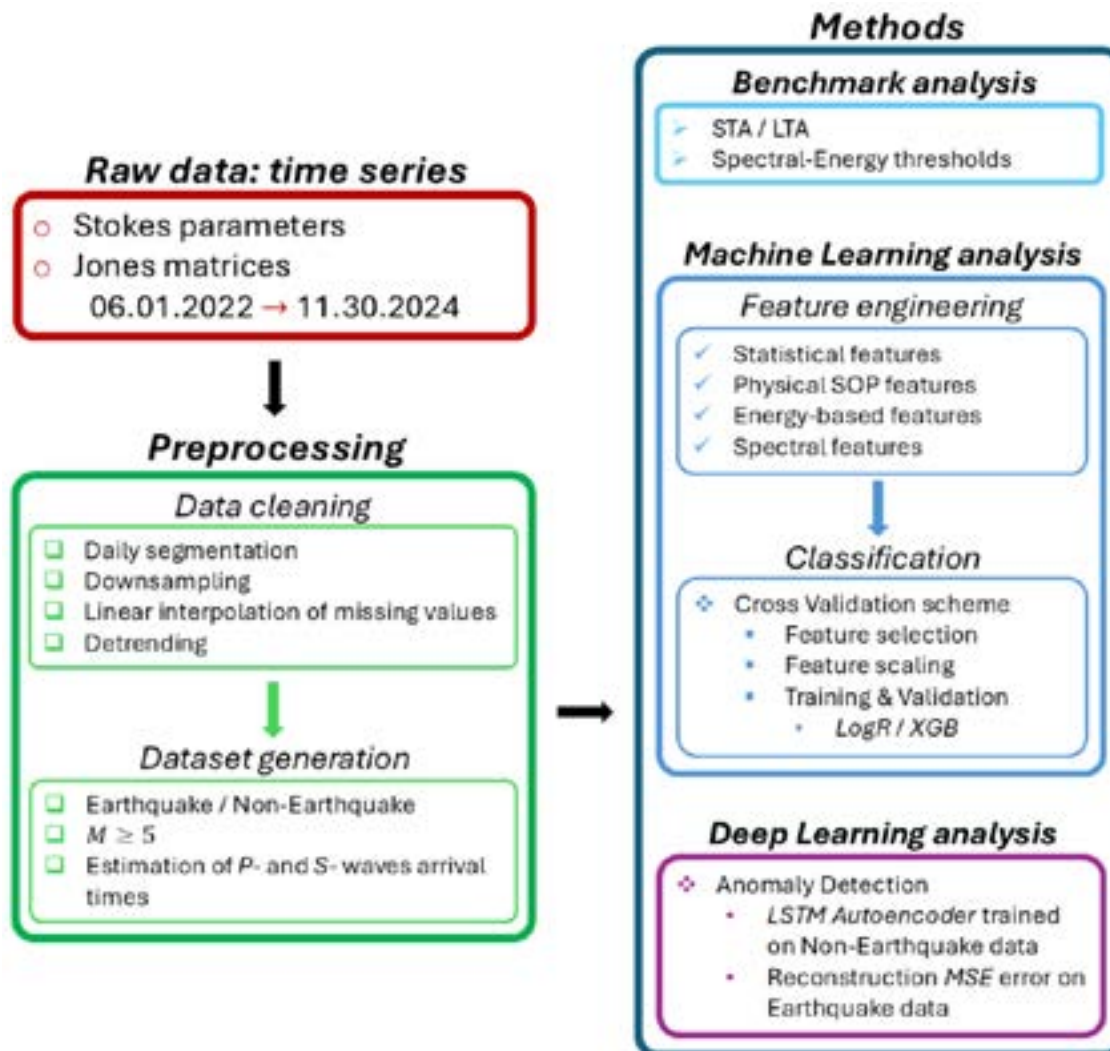 Raw data: time series
Stokes parameters
Jones matrices
06.01.2022 → 11.30.2024
Preprocessing
Data cleaning
Daily segmentation
Downsampling
Linear interpolation of missing values
Detrending
Dataset generation
Earthquake / Non-Earthquake
M ≥ 5
Estimation of P- and S- waves arrival
times
Methods
Benchmark analysis
STA / LTA
Spectral-Energy thresholds
Machine Learning analysis
Feature engineering
Statistical features
Physical SOP features
Energy-based features
Spectral features
Classification
Cross Validation scheme
Feature selection
Feature scaling
Training & Validation
LogR / XGB
Deep Learning analysis
Anomaly Detection
LSTM Autoencoder trained
on Non-Earthquake data
Reconstruction MSE error on
Earthquake data